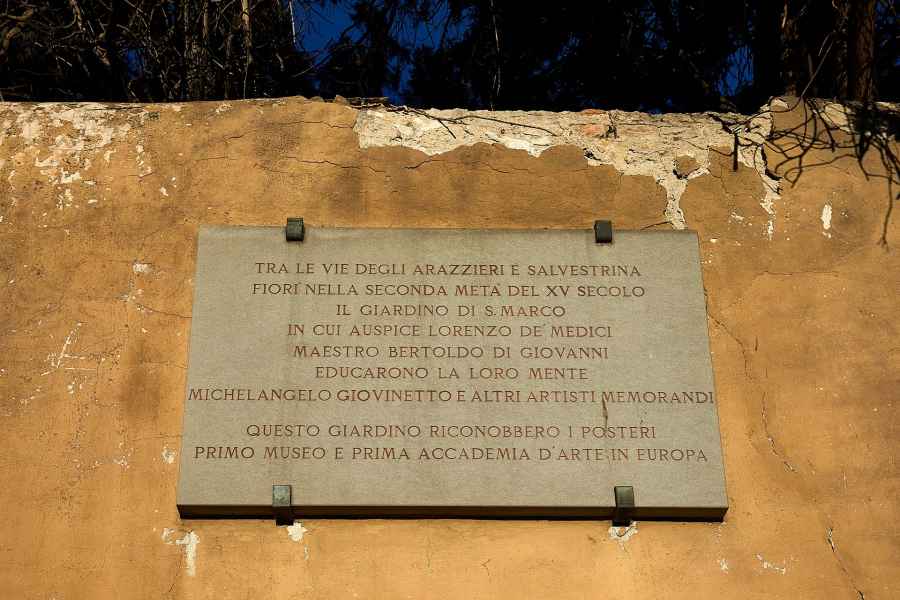 TRA LE VIE DEGLI ARAZZIERI E SALVESTRINA
FIORI' NELLA SECONDA META' DEL XV SECOLO
IL GIARDINO DI S. MARCO
IN CUI AUSPICE LORENZO DE' MEDICI
MAESTRO BERTOLDO DI GIOVANNI
EDUCARONO LA LORO MENTE
MICHELANGELO GIOVINETTO E ALTRI ARTISTI MEMORANDI
QUESTO GIARDINO RICONOBBERO I POSTERI
PRIMO MUSEO E PRIMA ACCADEMIA D'ARTE IN EUROPA